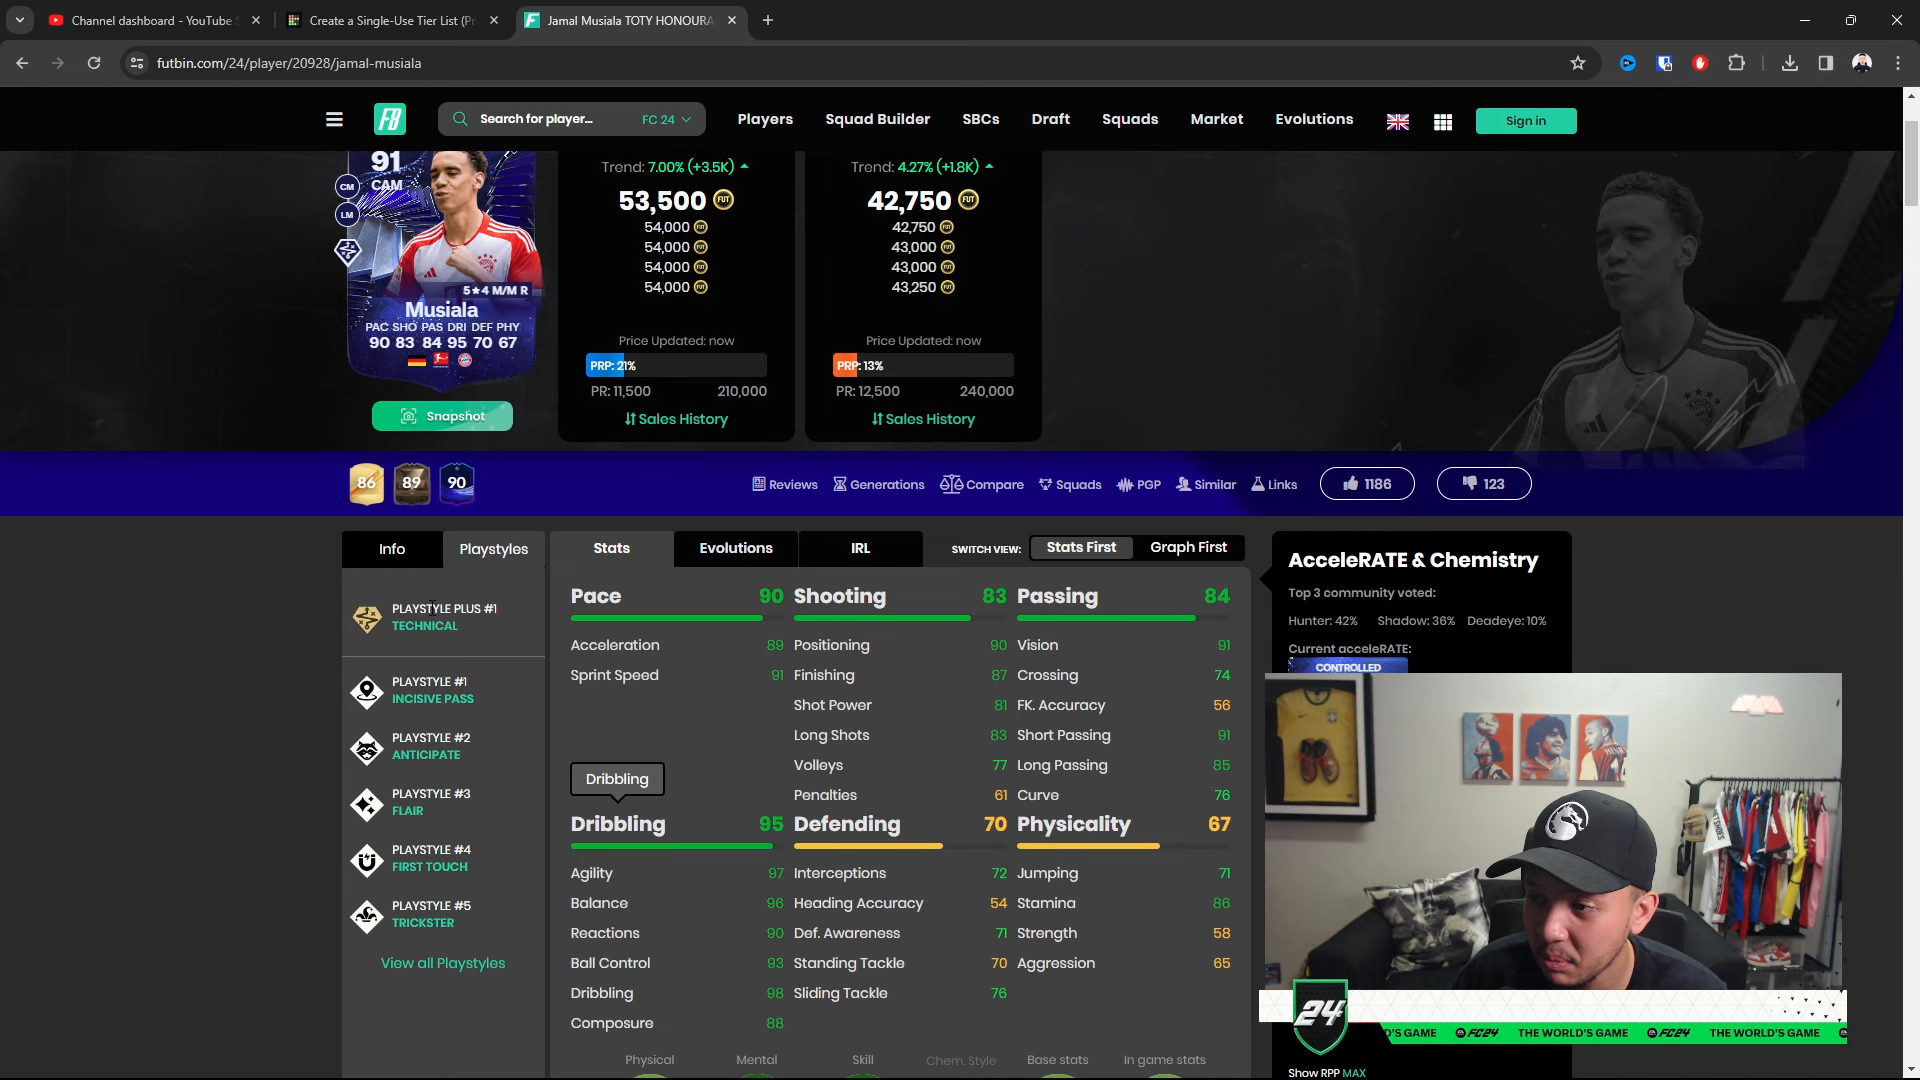 Channel dashboard - YouTube S
Create a Single-Use Tier List (Pr
Jamal Musiala TOTY HONOURA
futbin.com/24/player/20928/jamal-musiala
FB
Search for player...
FC 24
Players
Squad Builder
SBCs
Draft
Squads
Market
Evolutions
Sign in
91
CAM
CM
LM
5★4 M/M R
Musiala
PAC SHO PAS DRI DEF PHY
90 83 84 95 70 67
Snapshot
Trend: 7.00% (+3.5K)
53,500
54,000
54,000
54,000
54,000
Price Updated: now
PRP: 21%
PR: 11,500 210,000
Sales History
Trend: 4.27% (+1.8K)
42,750
42,750
43,000
43,000
43,250
Price Updated: now
PRP: 13%
PR: 12,500 240,000
Sales History
86
89
90
Reviews
Generations
Compare
Squads
PGP
Similar
Links
1186
123
Info
Playstyles
PLAYSTYLE PLUS #1
TECHNICAL
PLAYSTYLE #1
INCISIVE PASS
PLAYSTYLE #2
ANTICIPATE
PLAYSTYLE #3
FLAIR
PLAYSTYLE #4
FIRST TOUCH
PLAYSTYLE #5
TRICKSTER
View all Playstyles
Stats
Evolutions
IRL
SWITCH VIEW:
Stats First
Graph First
Pace 90
Acceleration 89
Sprint Speed 91
Shooting 83
Positioning 90
Finishing 87
Shot Power 81
Long Shots 83
Volleys 77
Penalties 61
Passing 84
Vision 91
Crossing 74
FK. Accuracy 56
Short Passing 91
Long Passing 85
Curve 76
Dribbling
Dribbling 95
Agility 97
Balance 96
Reactions 90
Ball Control 93
Dribbling 98
Composure 88
Defending 70
Interceptions 72
Heading Accuracy 54
Def. Awareness 71
Standing Tackle 70
Sliding Tackle 76
Physicality 67
Jumping 71
Stamina 86
Strength 58
Aggression 65
Physical
Mental
Skill
Chem. Style
Base stats
In game stats
AcceleRATE & Chemistry
Top 3 community voted:
Hunter: 42% Shadow: 36% Deadeye: 10%
Current acceleRATE:
CONTROLLED
24
D'S GAME FC24 THE WORLD'S GAME FC24 THE WORLD'S GAME
Show RPP MAX